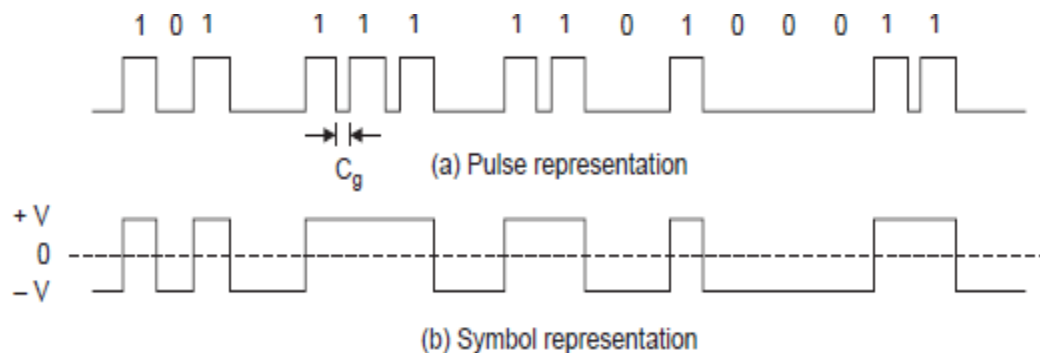 1 0 1 1 1 1 1 1 0 1 0 0 0 1 1
C_g
(a) Pulse representation
+ V
0
– V
(b) Symbol representation